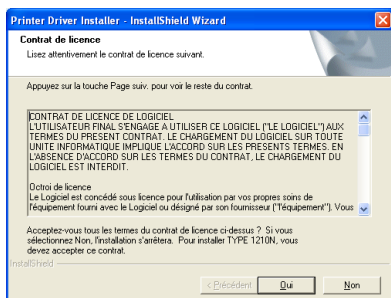 Printer Driver Installer - InstallShield Wizard
Contrat de licence
Lisez attentivement le contrat de licence suivant.
Appuyez sur la touche Page suiv. pour voir le reste du contrat.
CONTRAT DE LICENCE DE LOGICIEL
L'UTILISATEUR FINAL S'ENGAGE A UTILISER CE LOGICIEL ("LE LOGICIEL") AUX
TERMES DU PRESENT CONTRAT. LE CHARGEMENT DU LOGICIEL SUR TOUTE
UNITE INFORMATIQUE IMPLIQUE L'ACCORD SUR LES PRESENTS TERMES. EN
L'ABSENCE D'ACCORD SUR LES TERMES DU CONTRAT, LE CHARGEMENT DU
LOGICIEL EST INTERDIT.
Octroi de licence
Le Logiciel est concédé sous licence pour l'utilisation par vos propres soins de
l'équipement fourni avec le Logiciel ou désigné par son fournisseur ("l'équipement"). Vous
Acceptez-vous tous les termes du contrat de licence ci-dessus ? Si vous
sélectionnez Non, l'installation s'arrêtera. Pour installer TYPE 1210N, vous
devez accepter ce contrat.
InstallShield
< Précédent Oui Non